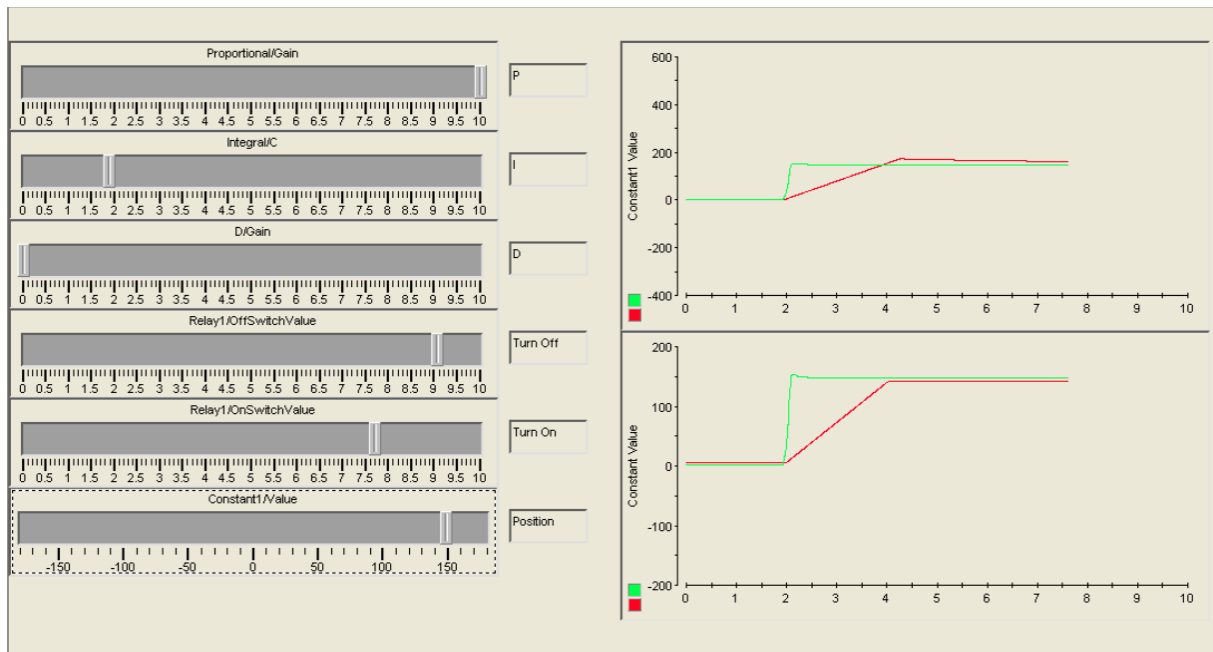 Proportional/Gain
P
0 0.5 1 1.5 2 2.5 3 3.5 4 4.5 5 5.5 6 6.5 7 7.5 8 8.5 9 9.5 10
Integral/C
I
0 0.5 1 1.5 2 2.5 3 3.5 4 4.5 5 5.5 6 6.5 7 7.5 8 8.5 9 9.5 10
D/Gain
D
0 0.5 1 1.5 2 2.5 3 3.5 4 4.5 5 5.5 6 6.5 7 7.5 8 8.5 9 9.5 10
Relay1/OffSwitchValue
Turn Off
0 0.5 1 1.5 2 2.5 3 3.5 4 4.5 5 5.5 6 6.5 7 7.5 8 8.5 9 9.5 10
Relay1/OnSwitchValue
Turn On
0 0.5 1 1.5 2 2.5 3 3.5 4 4.5 5 5.5 6 6.5 7 7.5 8 8.5 9 9.5 10
Constant1/Value
Position
-150 -100 -50 0 50 100 150
Constant1 Value
600
400
200
0
-200
-400
0 1 2 3 4 5 6 7 8 9 10
Constant Value
200
100
0
-100
-200
0 1 2 3 4 5 6 7 8 9 10